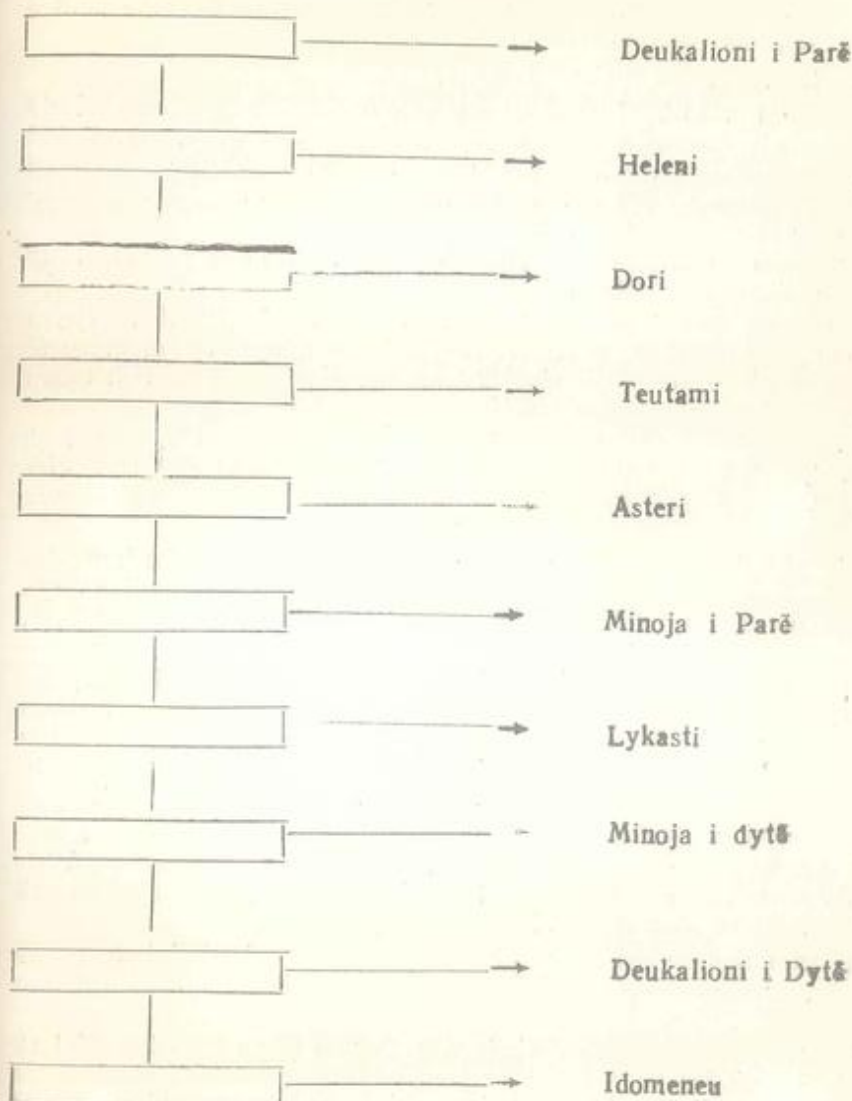 Deukalioni i Parë
Heleni
Dori
Teutami
Asteri
Minoja i Parë
Lykasti
Minoja i dytë
Deukalioni i Dytë
Idomeneu